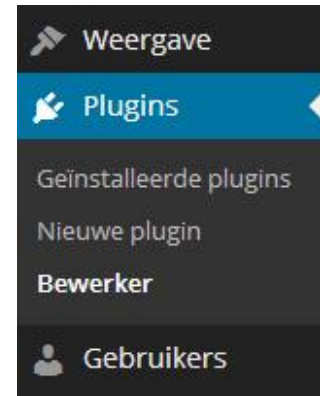 Weergave
Plugins
Geïnstalleerde plugins
Nieuwe plugin
Bewerker
Gebruikers